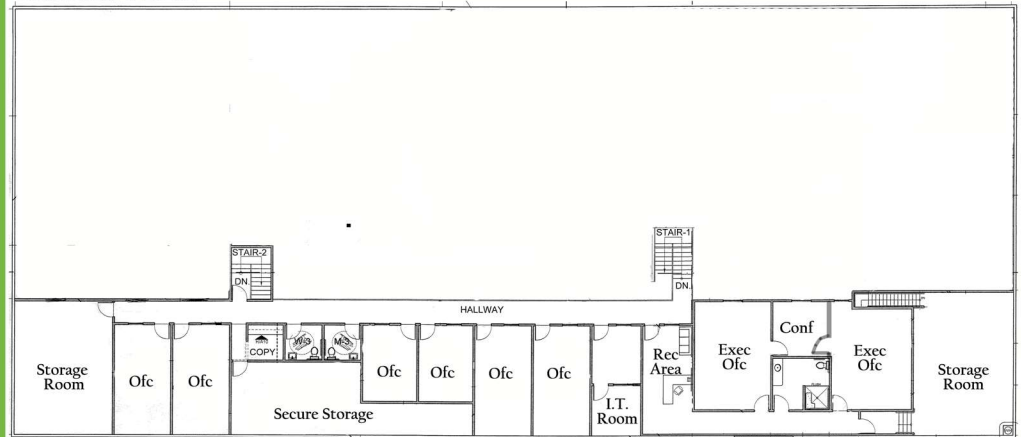 STAIR-2
DN.
STAIR-1
DN.
HALLWAY
COPY
W-3
M-3
Storage
Room
Ofc
Ofc
Secure Storage
Ofc
Ofc
Ofc
Ofc
I.T.
Room
Rec
Area
Exec
Ofc
Conf
Exec
Ofc
Storage
Room